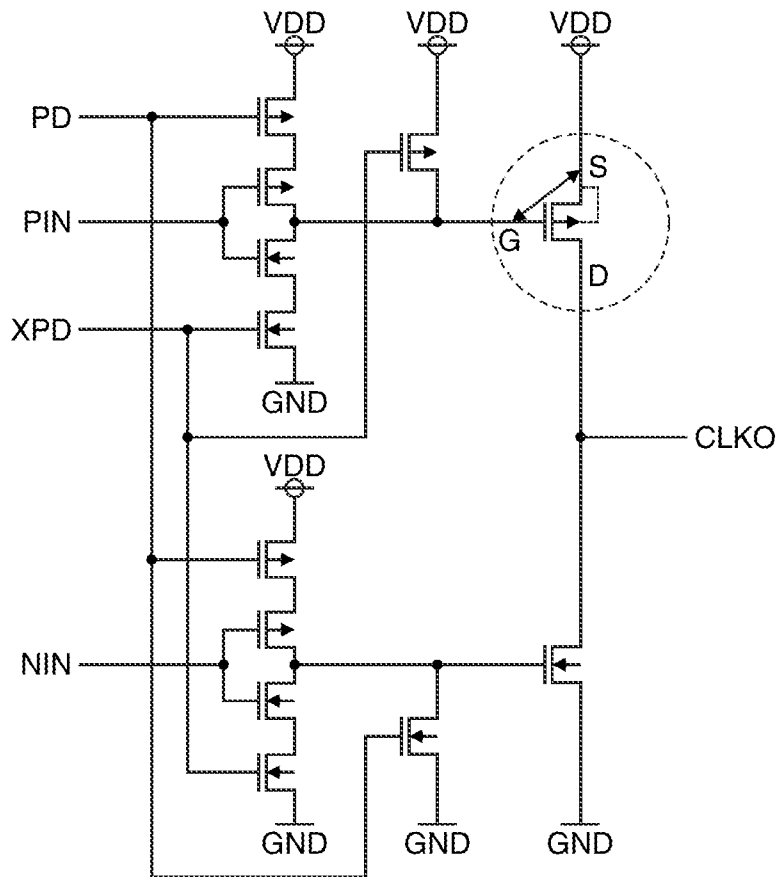 VDD VDD VDD
PD
S
PIN
G
D
XPD
GND
CLKO
VDD
NIN
GND GND GND